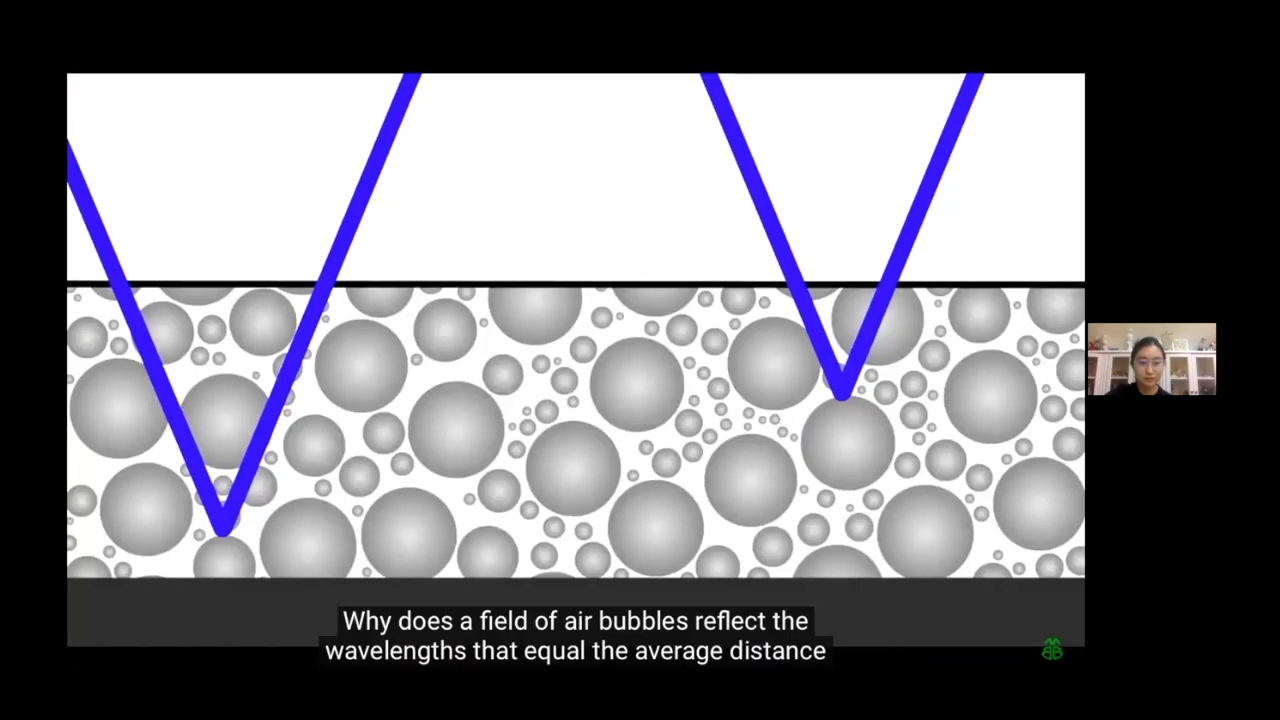 Why does a field of air bubbles reflect the
wavelengths that equal the average distance